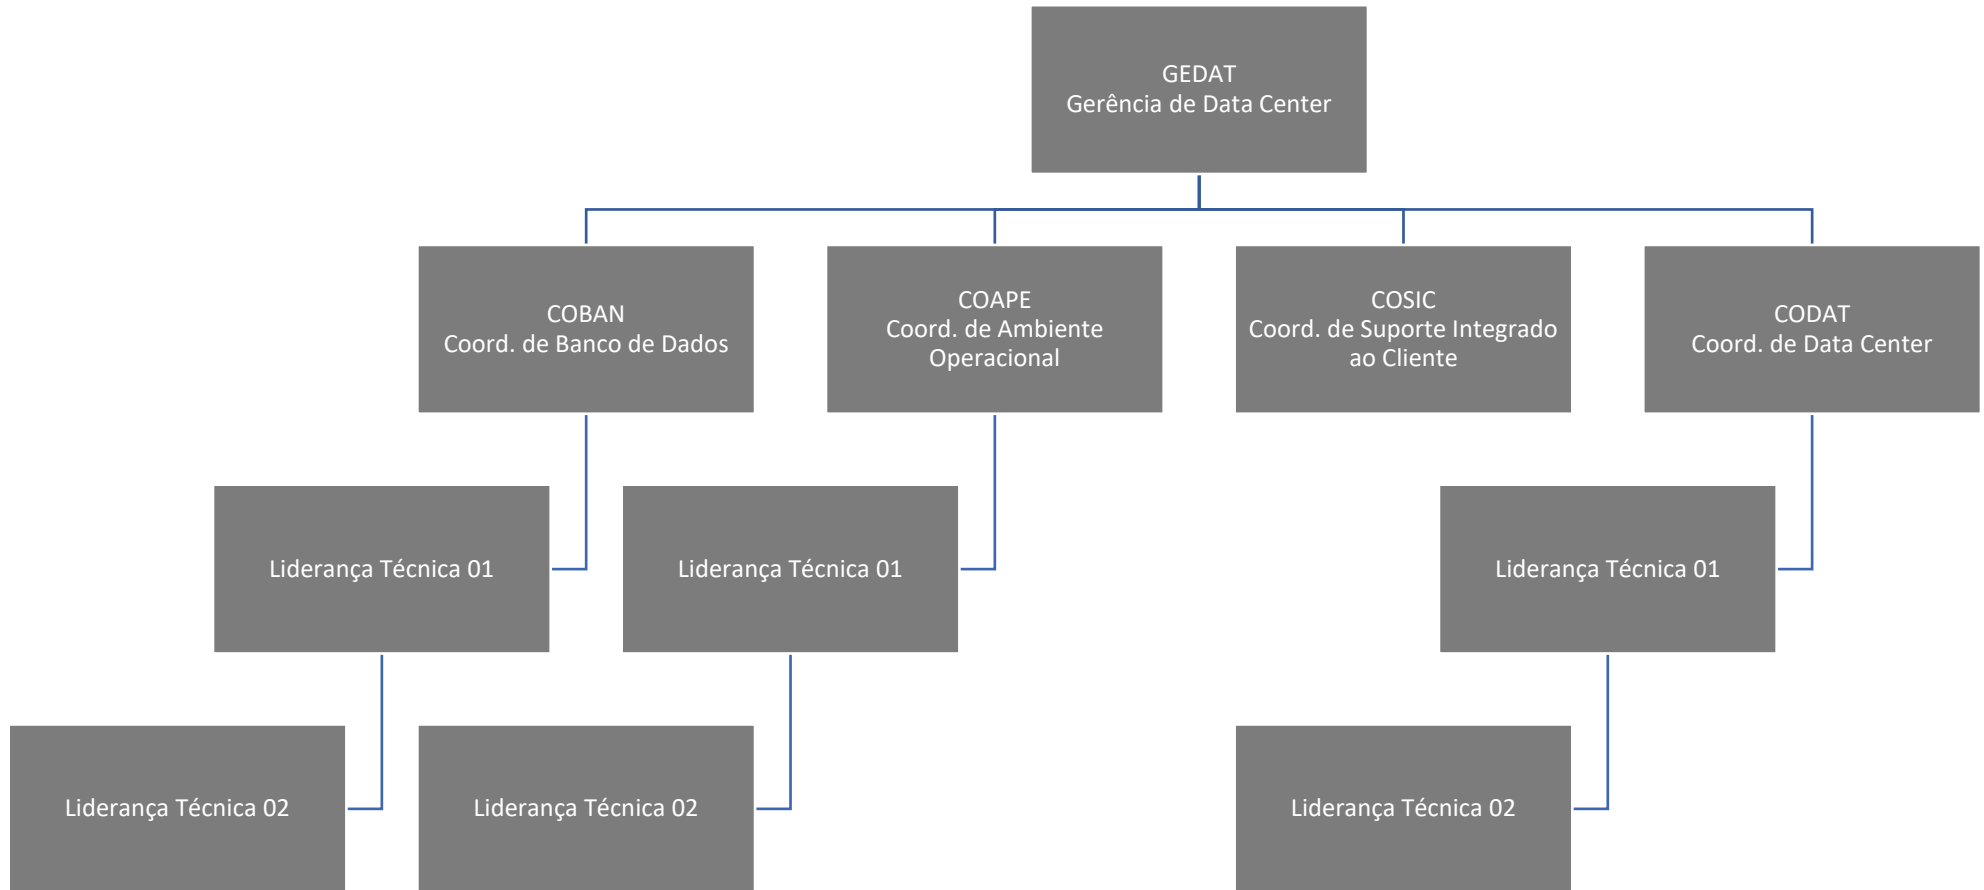 GEDAT
Gerência de Data Center
COBAN
Coord. de Banco de Dados
COAPE
Coord. de Ambiente
Operacional
COSIC
Coord. de Suporte Integrado
ao Cliente
CODAT
Coord. de Data Center
Liderança Técnica 01
Liderança Técnica 01
Liderança Técnica 01
Liderança Técnica 02
Liderança Técnica 02
Liderança Técnica 02